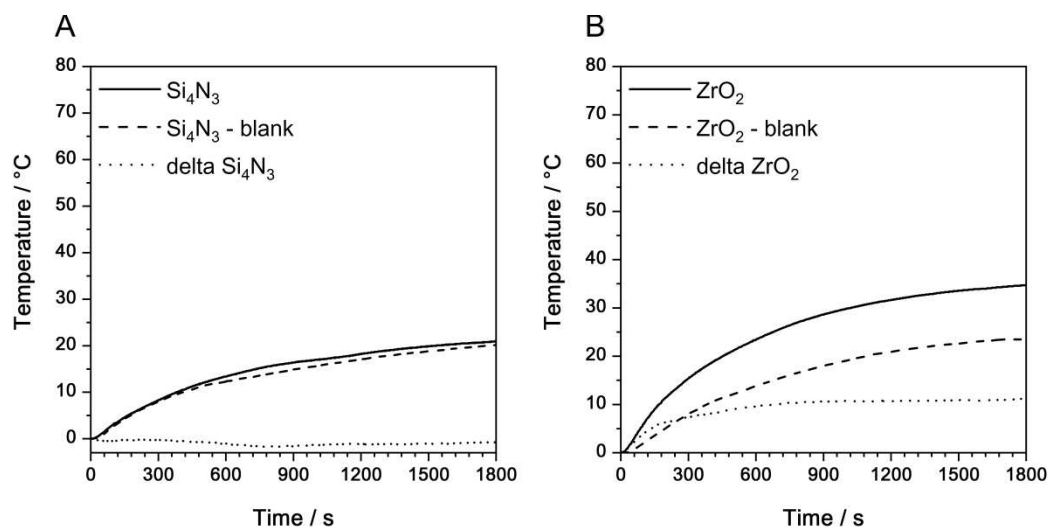 A
80
70
60
50
40
30
20
10
0
Temperature / °C
Si₄N₃
Si₄N₃ - blank
delta Si₄N₃
0 300 600 900 1200 1500 1800
Time / s
B
80
70
60
50
40
30
20
10
0
Temperature / °C
ZrO₂
ZrO₂ - blank
delta ZrO₂
0 300 600 900 1200 1500 1800
Time / s